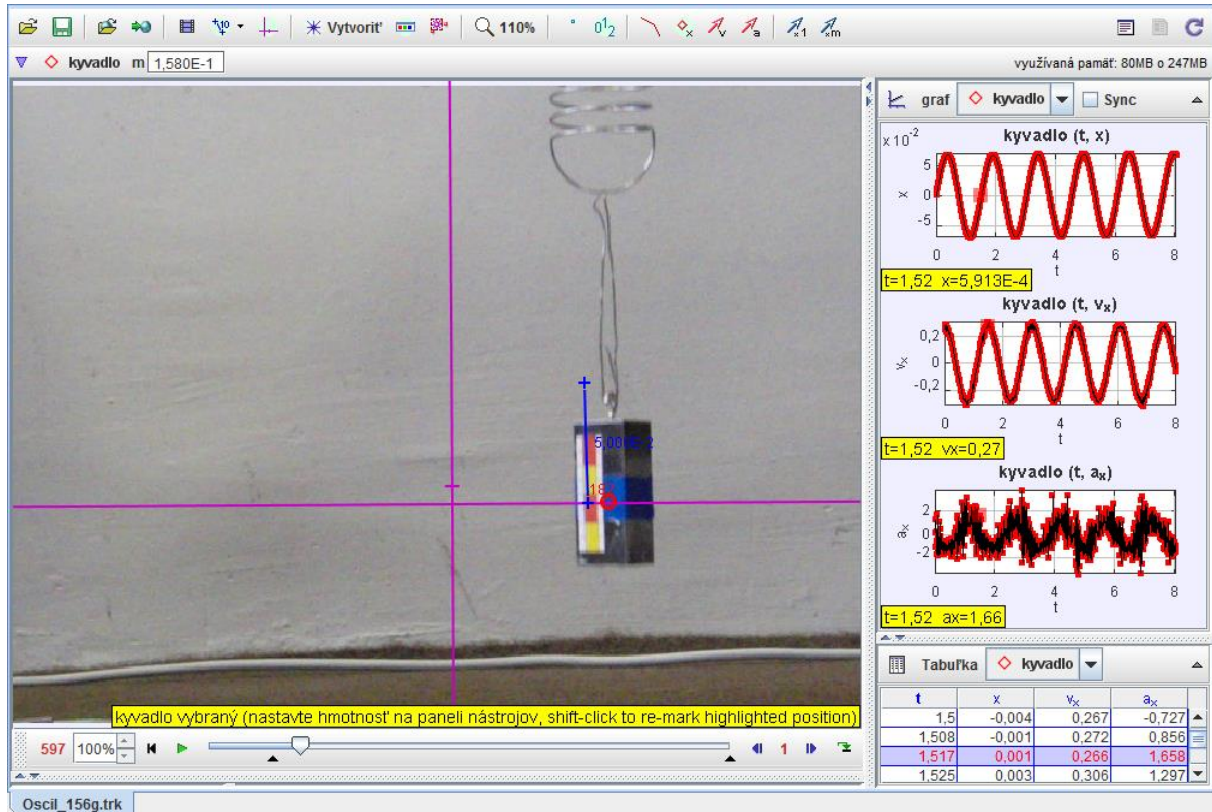 Vytvoriť 110%
kyvadlo m 1,580E-1
využívaná pamäť: 80MB o 247MB
graf kyvadlo Sync
kyvadlo (t, x)
x 10-2
5
0
-5
x
0 2 4 6 8
t
t=1,52 x=5,913E-4
kyvadlo (t, vx)
0,2
0
-0,2
vx
0 2 4 6 8
t
t=1,52 vx=0,27
kyvadlo (t, ax)
2
0
-2
ax
0 2 4 6 8
t
t=1,52 ax=1,66
5,000E-2
Tabuľka kyvadlo
t x vx ax
1,5 -0,004 0,267 -0,727
1,508 -0,001 0,272 0,856
1,517 0,001 0,266 1,658
1,525 0,003 0,306 1,297
kyvadlo vybraný (nastavte hmotnosť na paneli nástrojov, shift-click to re-mark highlighted position)
597 100% 1
Oscil_156g.trk